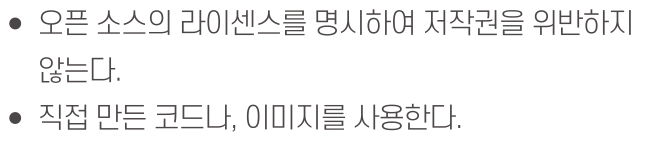 ● 오픈 소스의 라이센스를 명시하여 저작권을 위반하지
않는다.
● 직접 만든 코드나, 이미지를 사용한다.